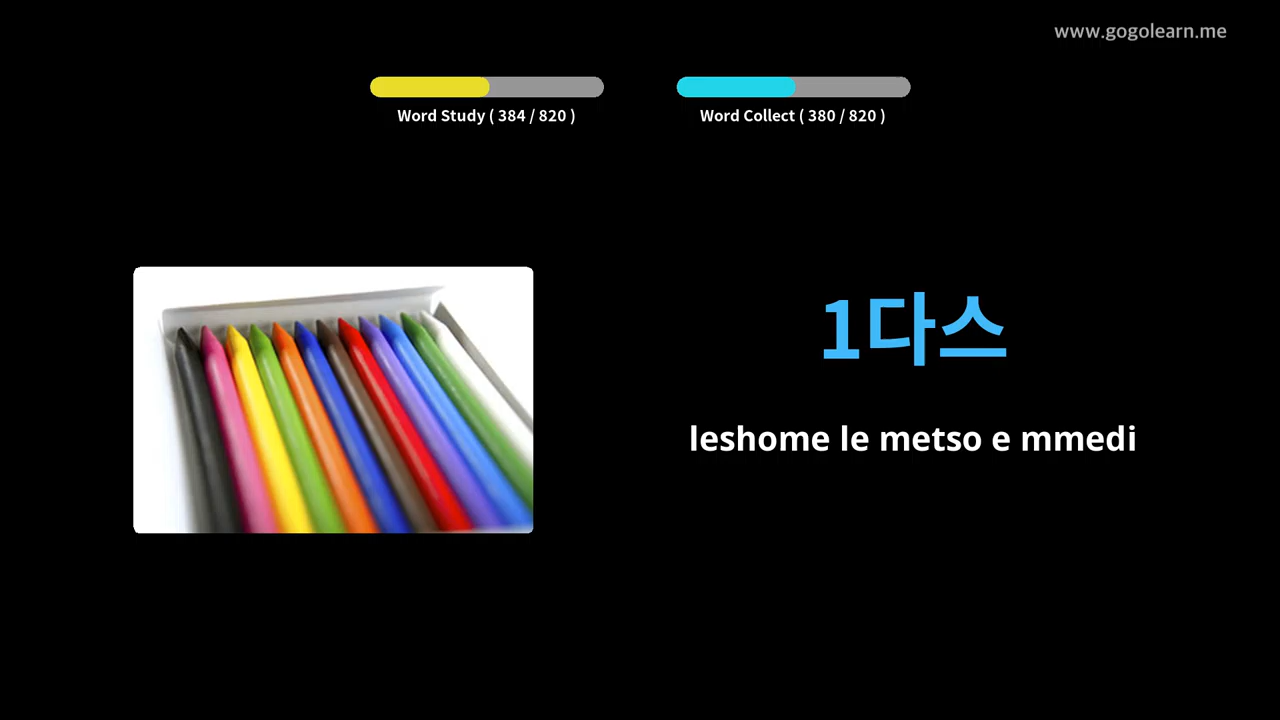 www.gogolearn.me
Word Study ( 384 / 820 )
Word Collect ( 380 / 820 )
1다스
leshome le metso e mmedi